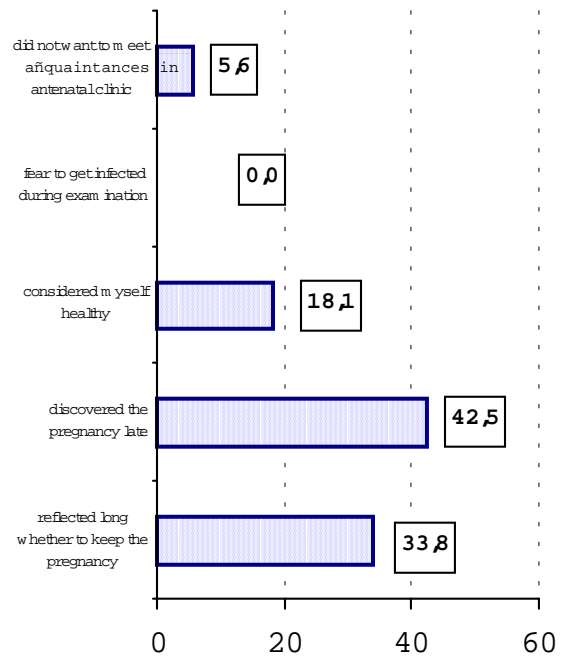 did not want to meet
añquaintances in
antenatal clinic
5,6
fear to get infected
during examination
0,0
considered myself
healthy
18,1
discovered the
pregnancy late
42,5
reflected long
whether to keep the
pregnancy
33,8
0 20 40 60